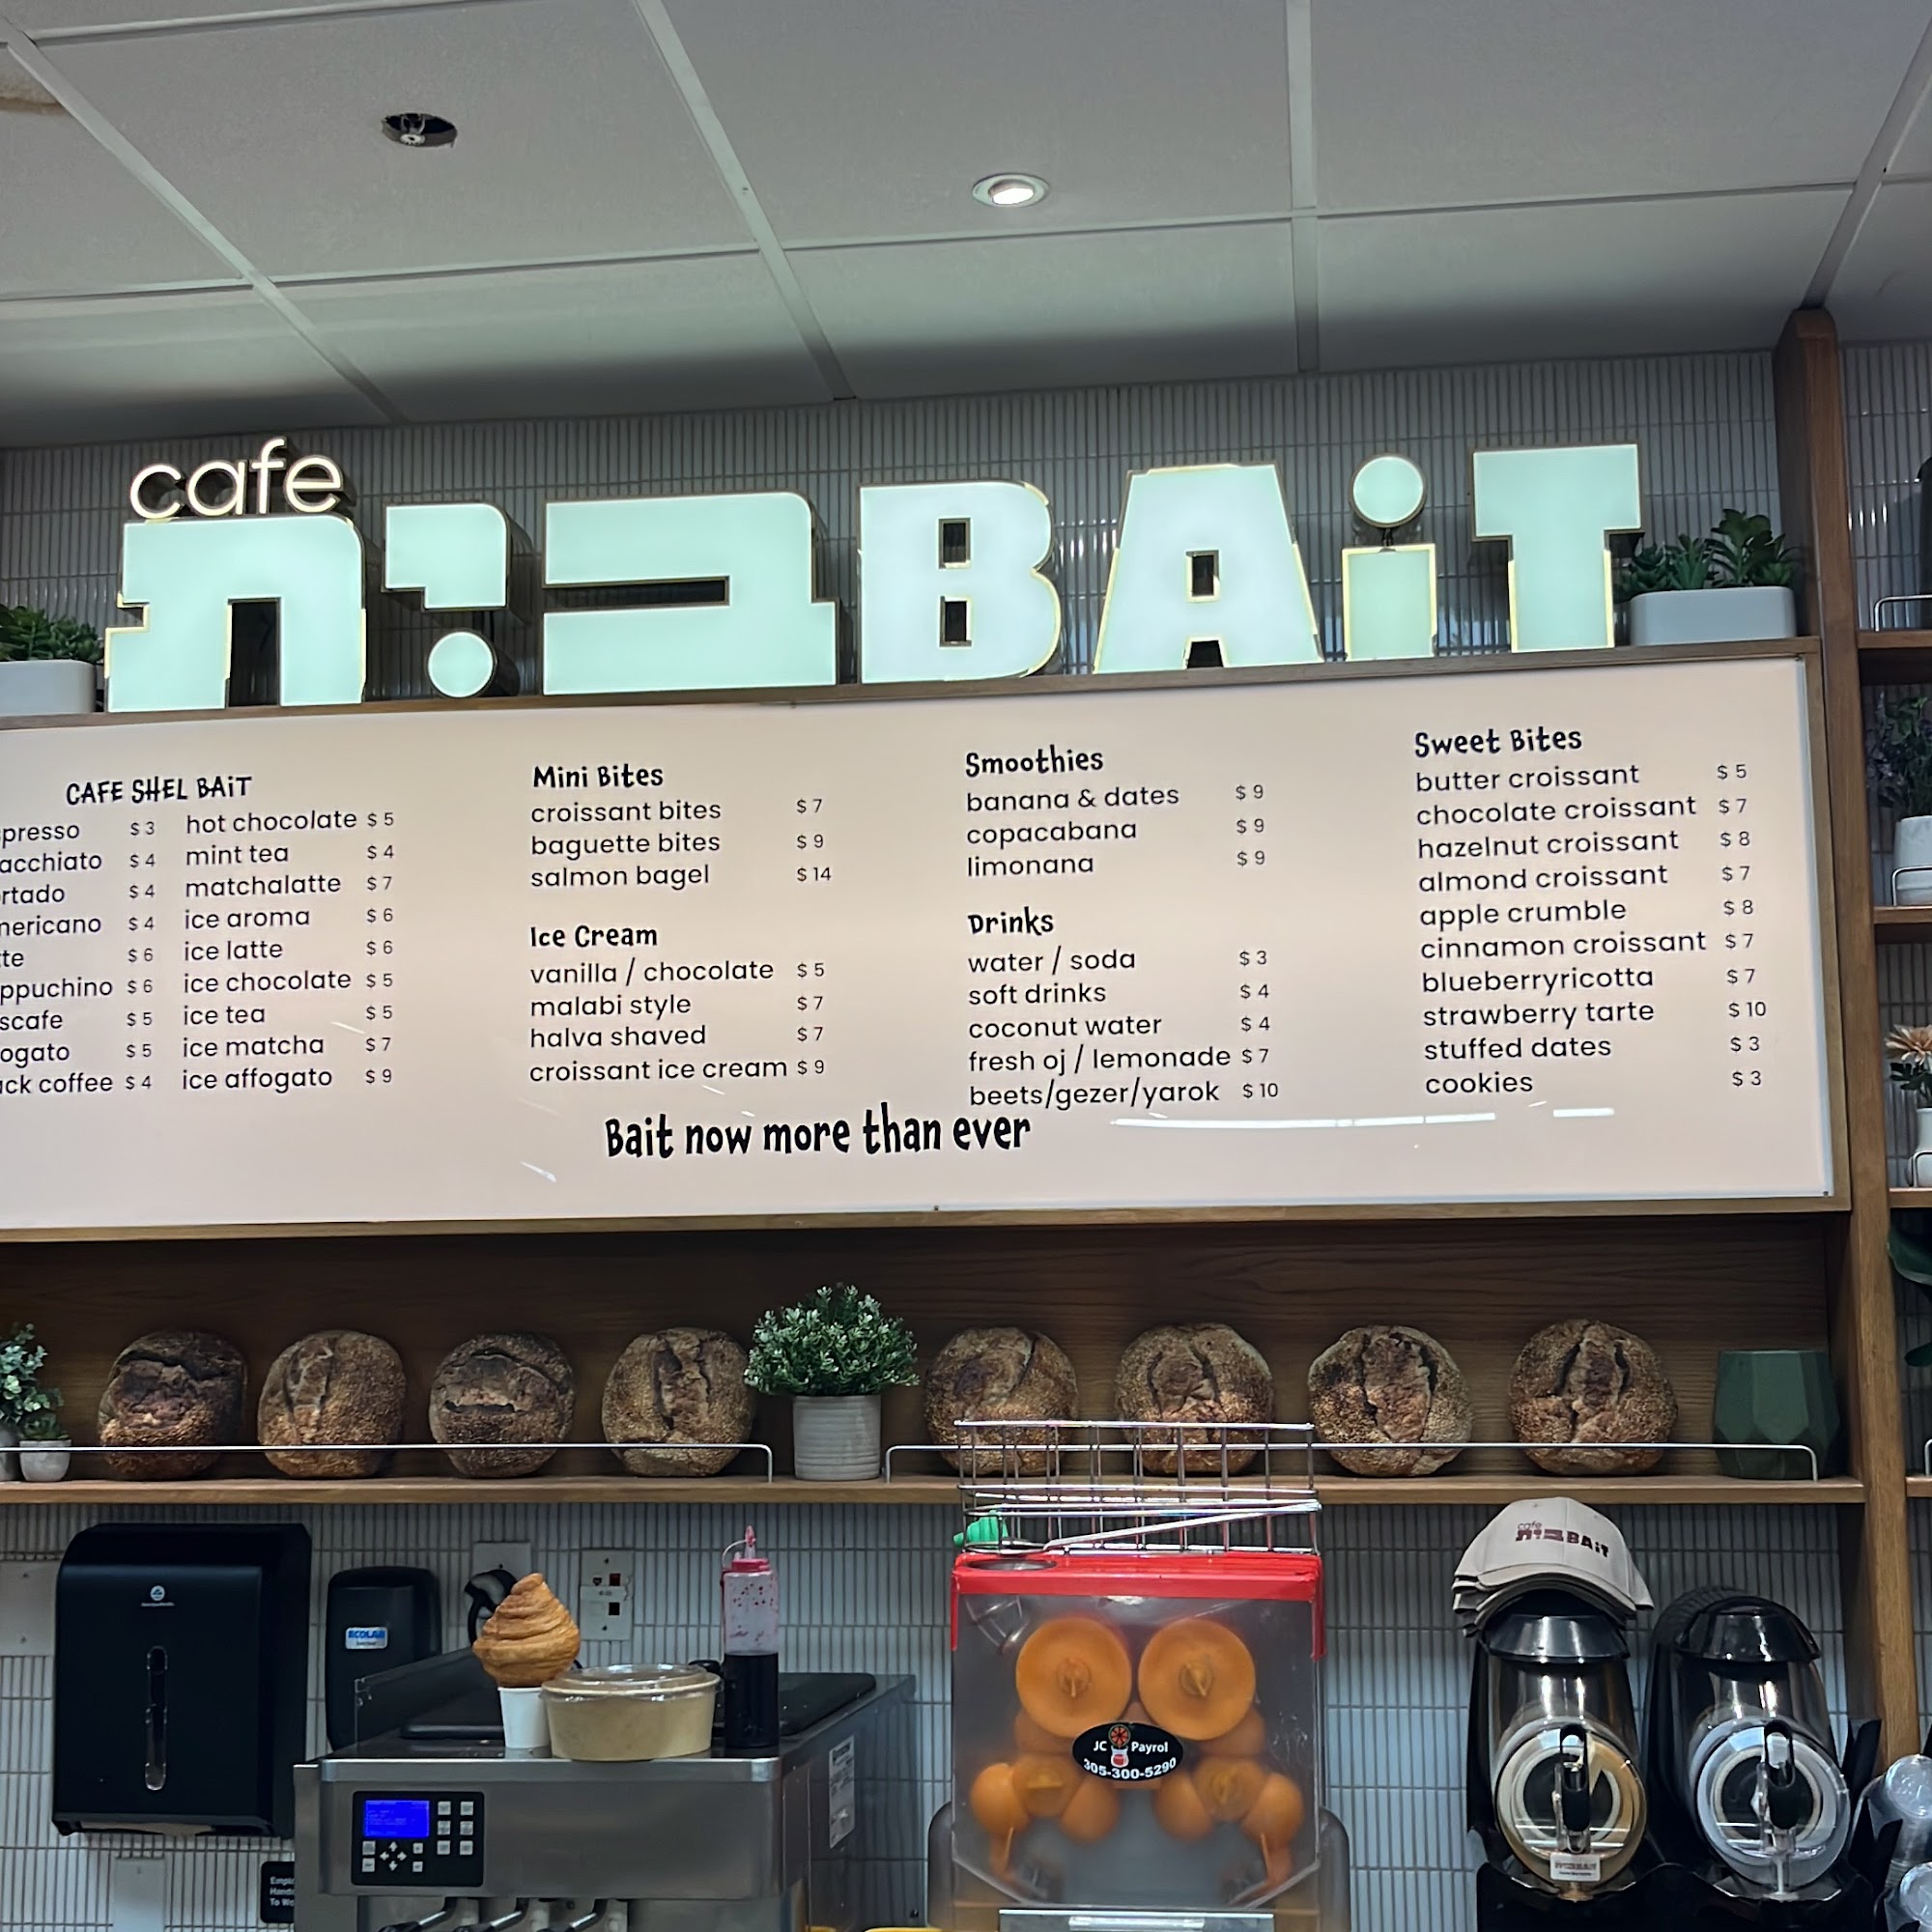 cafe
בית BAiT
CAFE SHEL BAiT
presso $ 3 hot chocolate $ 5
acchiato $ 4 mint tea $ 4
rtado $ 4 matchalatte $ 7
mericano $ 4 ice aroma $ 6
te $ 6 ice latte $ 6
ppuchino $ 6 ice chocolate $ 5
scafe $ 5 ice tea $ 5
ogato $ 5 ice matcha $ 7
ack coffee $ 4 ice affogato $ 9
Mini Bites
croissant bites $ 7
baguette bites $ 9
salmon bagel $ 14
Ice Cream
vanilla / chocolate $ 5
malabi style $ 7
halva shaved $ 7
croissant ice cream $ 9
Smoothies
banana & dates $ 9
copacabana $ 9
limonana $ 9
Drinks
water / soda $ 3
soft drinks $ 4
coconut water $ 4
fresh oj / lemonade $ 7
beets/gezer/yarok $ 10
Sweet Bites
butter croissant $ 5
chocolate croissant $ 7
hazelnut croissant $ 8
almond croissant $ 7
apple crumble $ 8
cinnamon croissant $ 7
blueberryricotta $ 7
strawberry tarte $ 10
stuffed dates $ 3
cookies $ 3
Bait now more than ever
cafe
בית BAiT
ECOLAB
JC Payrol
305-300-5290